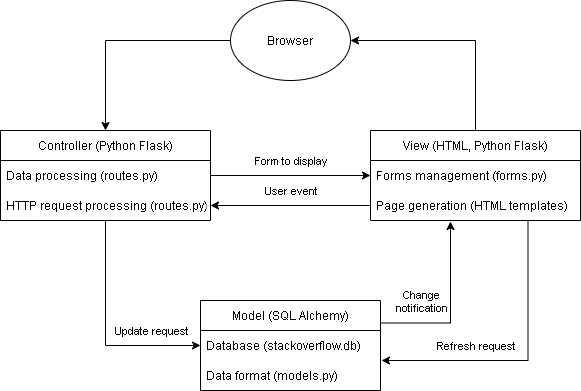 Browser
Controller (Python Flask)
Data processing (routes.py)
HTTP request processing (routes.py)
Form to display
User event
View (HTML, Python Flask)
Forms management (forms.py)
Page generation (HTML templates)
Update request
Change
notification
Refresh request
Model (SQL Alchemy)
Database (stackoverflow.db)
Data format (models.py)